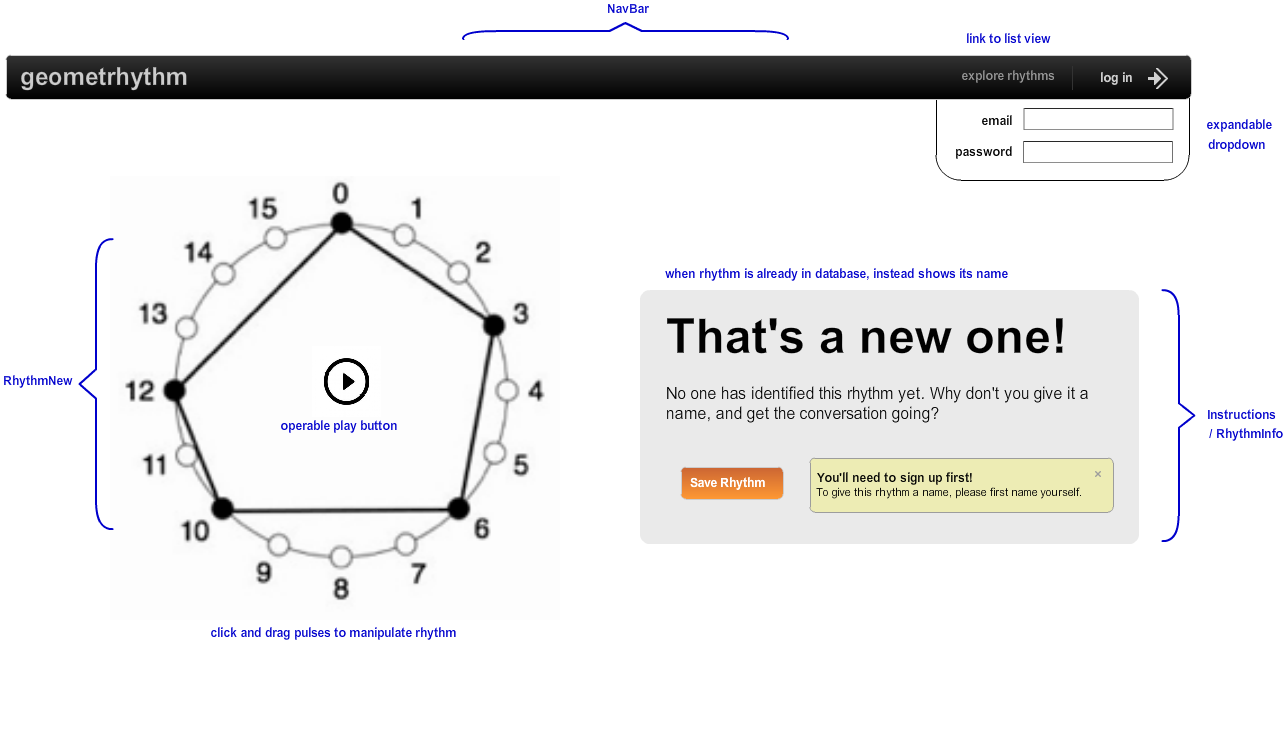 NavBar
link to list view
geometrhythm
explore rhythms
log in
email
password
expandable
dropdown
0
1
2
3
4
5
6
7
8
9
10
11
12
13
14
15
RhythmNew
operable play button
click and drag pulses to manipulate rhythm
when rhythm is already in database, instead shows its name
That's a new one!
No one has identified this rhythm yet. Why don't you give it a
name, and get the conversation going?
Save Rhythm
You'll need to sign up first!
×
To give this rhythm a name, please first name yourself.
Instructions
/ RhythmInfo